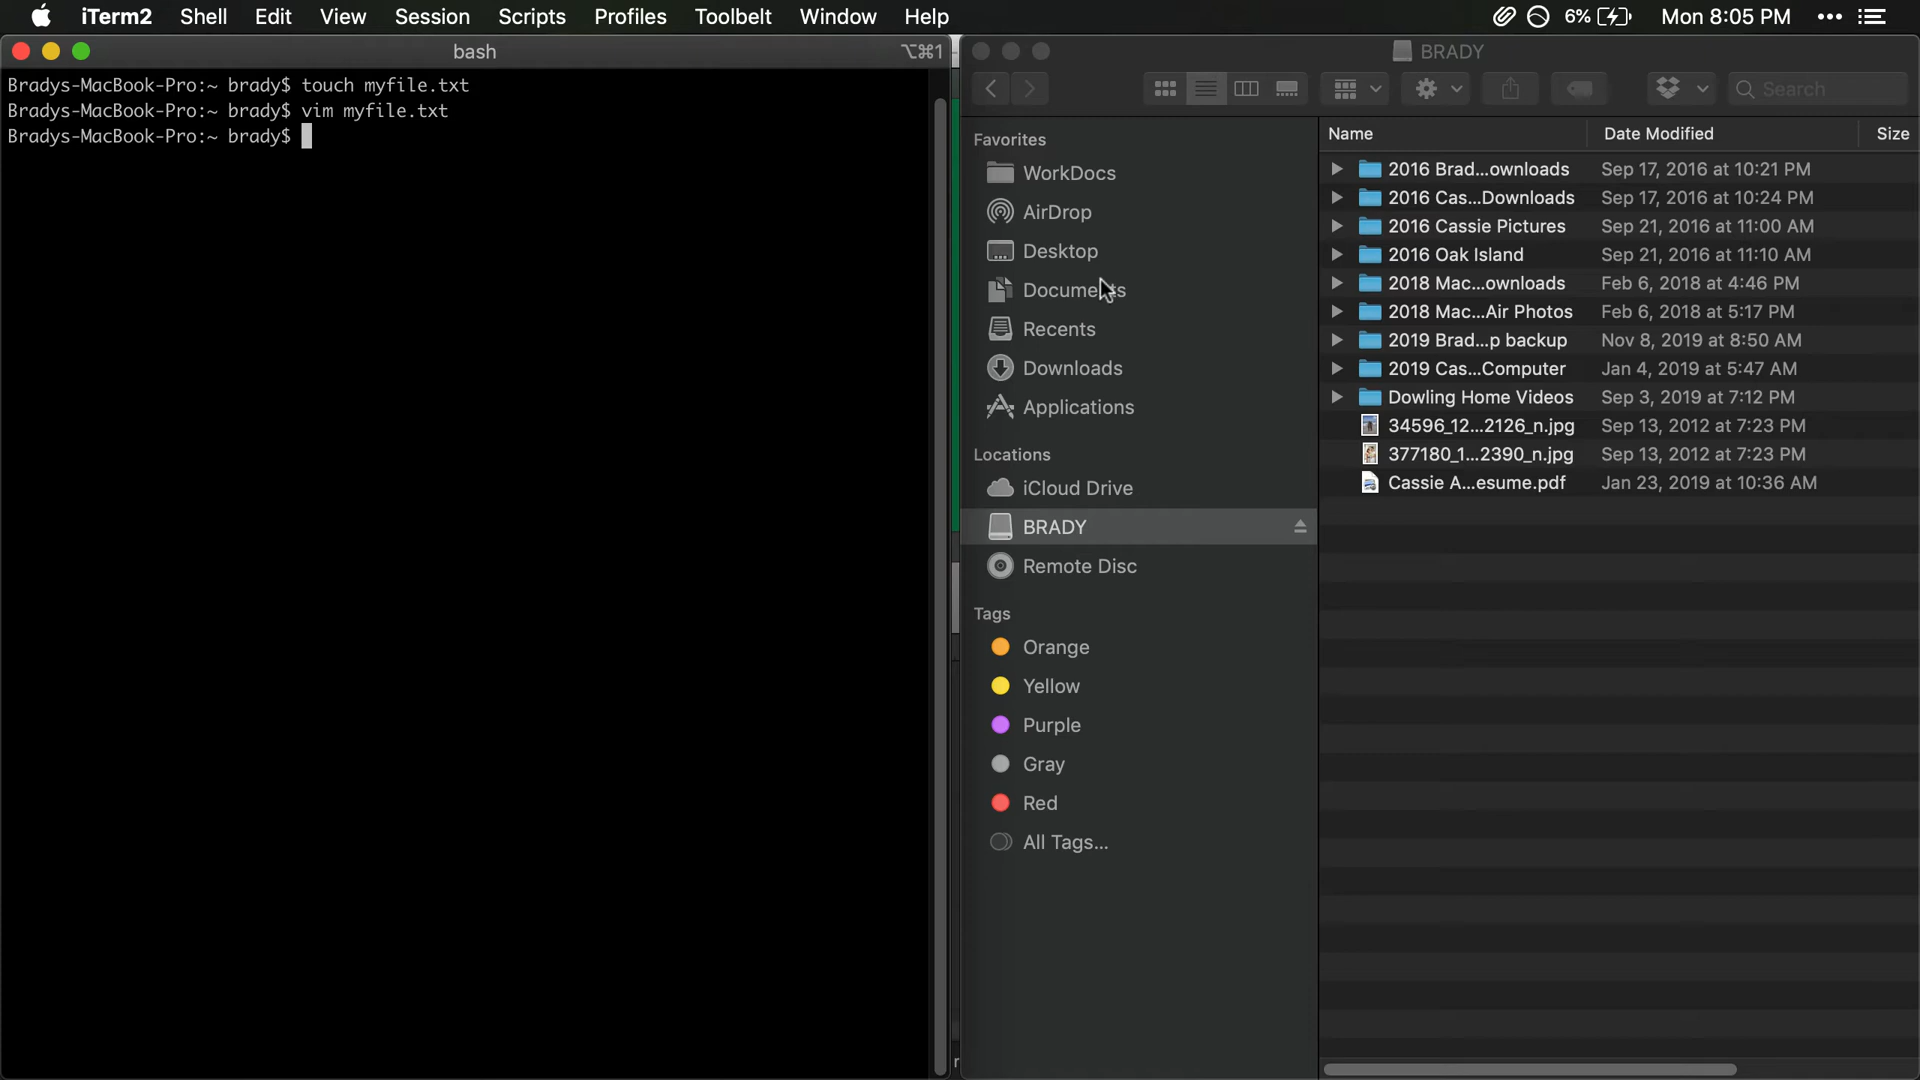 iTerm2 Shell Edit View Session Scripts Profiles Toolbelt Window Help 6% Mon 8:05 PM
bash ⌥⌘1
Bradys-MacBook-Pro:~ brady$ touch myfile.txt
Bradys-MacBook-Pro:~ brady$ vim myfile.txt
Bradys-MacBook-Pro:~ brady$
BRADY
Search
Favorites
WorkDocs
AirDrop
Desktop
Documents
Recents
Downloads
Applications
Locations
iCloud Drive
BRADY
Remote Disc
Tags
Orange
Yellow
Purple
Gray
Red
All Tags...
Name Date Modified Size
2016 Brad...ownloads Sep 17, 2016 at 10:21 PM
2016 Cas...Downloads Sep 17, 2016 at 10:24 PM
2016 Cassie Pictures Sep 21, 2016 at 11:00 AM
2016 Oak Island Sep 21, 2016 at 11:10 AM
2018 Mac...ownloads Feb 6, 2018 at 4:46 PM
2018 Mac...Air Photos Feb 6, 2018 at 5:17 PM
2019 Brad...p backup Nov 8, 2019 at 8:50 AM
2019 Cas...Computer Jan 4, 2019 at 5:47 AM
Dowling Home Videos Sep 3, 2019 at 7:12 PM
34596_12...2126_n.jpg Sep 13, 2012 at 7:23 PM
377180_1...2390_n.jpg Sep 13, 2012 at 7:23 PM
Cassie A...esume.pdf Jan 23, 2019 at 10:36 AM